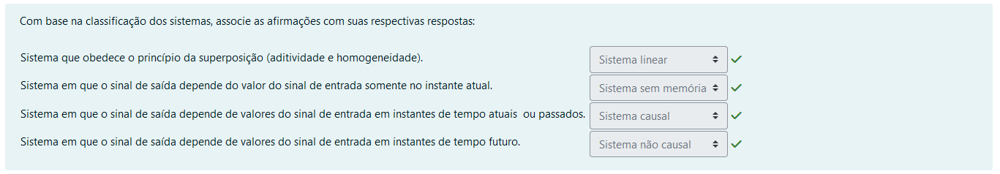 Com base na classificação dos sistemas, associe as afirmações com suas respectivas respostas:
Sistema que obedece o princípio da superposição (aditividade e homogeneidade).
Sistema linear
Sistema em que o sinal de saída depende do valor do sinal de entrada somente no instante atual.
Sistema sem memória
Sistema em que o sinal de saída depende de valores do sinal de entrada em instantes de tempo atuais  ou passados.
Sistema causal
Sistema em que o sinal de saída depende de valores do sinal de entrada em instantes de tempo futuro.
Sistema não causal